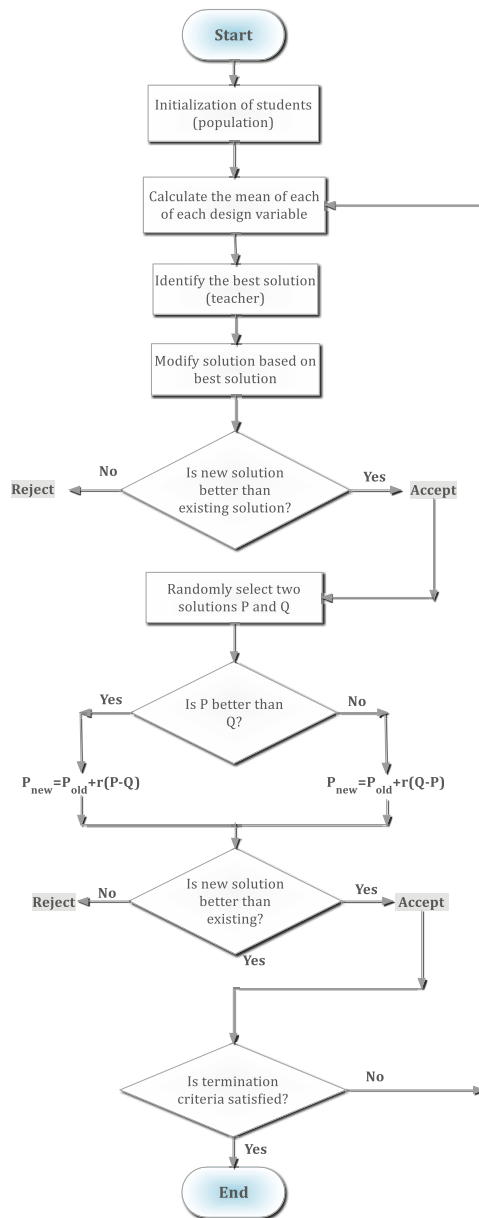 Start
Initialization of students
(population)
Calculate the mean of each
of each design variable
Identify the best solution
(teacher)
Modify solution based on
best solution
Is new solution
better than
existing solution?
No
Reject
Yes
Accept
Randomly select two
solutions P and Q
Is P better than
Q?
Yes
No
Pnew=Pold+r(P-Q)
Pnew=Pold+r(Q-P)
Is new solution
better than
existing?
No
Reject
Yes
Accept
Yes
Is termination
criteria satisfied?
No
Yes
End